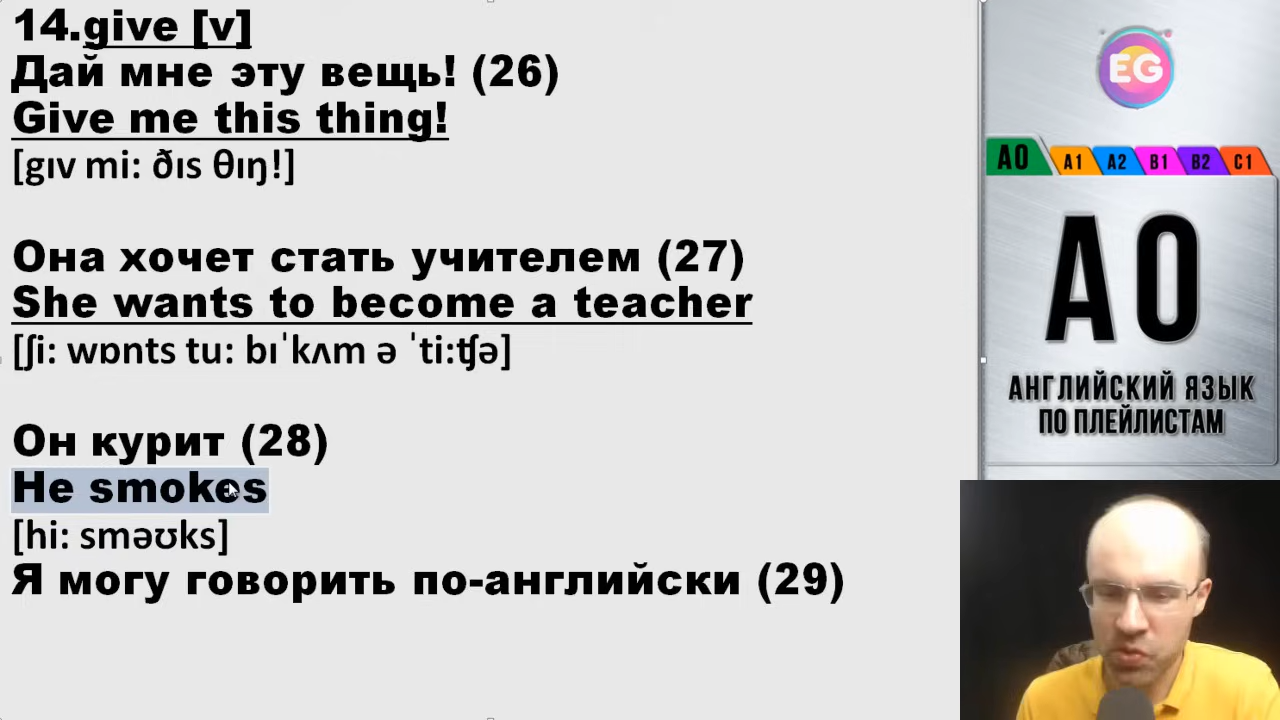 14.give [v]
Дай мне эту вещь! (26)
Give me this thing!
[gɪv mi: ðɪs θɪŋ!]
Она хочет стать учителем (27)
She wants to become a teacher
[ʃi: wɒnts tu: bɪˈkʌm ə ˈti:ʧə]
Он курит (28)
He smokes
[hi: sməʊks]
Я могу говорить по-английски (29)
EG
A0 A1 A2 B1 B2 C1
A0
АНГЛИЙСКИЙ ЯЗЫК
ПО ПЛЕЙЛИСТАМ